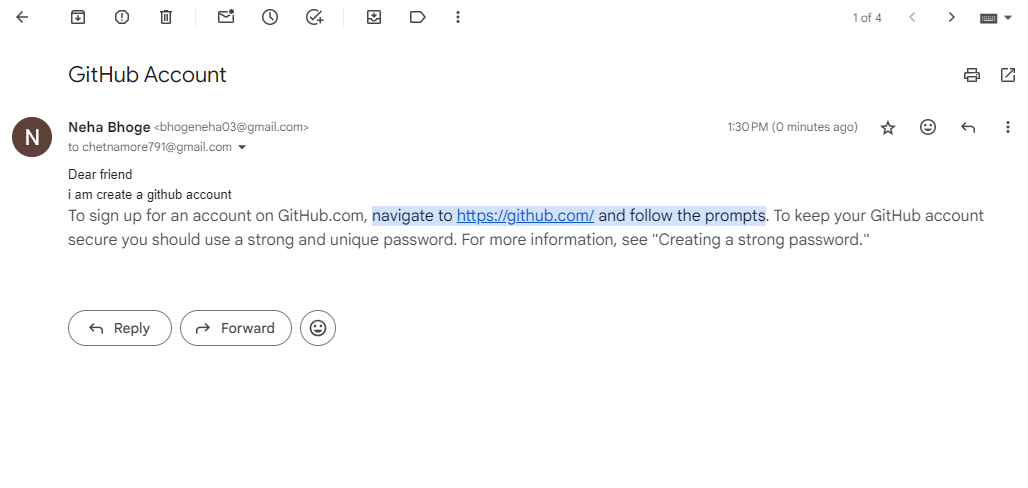 1 of 4
GitHub Account
N
Neha Bhoge <bhogeneha03@gmail.com>
1:30 PM (0 minutes ago)
to chetnamore791@gmail.com
Dear friend
i am create a github account
To sign up for an account on GitHub.com, navigate to https://github.com/ and follow the prompts. To keep your GitHub account
secure you should use a strong and unique password. For more information, see "Creating a strong password."
Reply
Forward